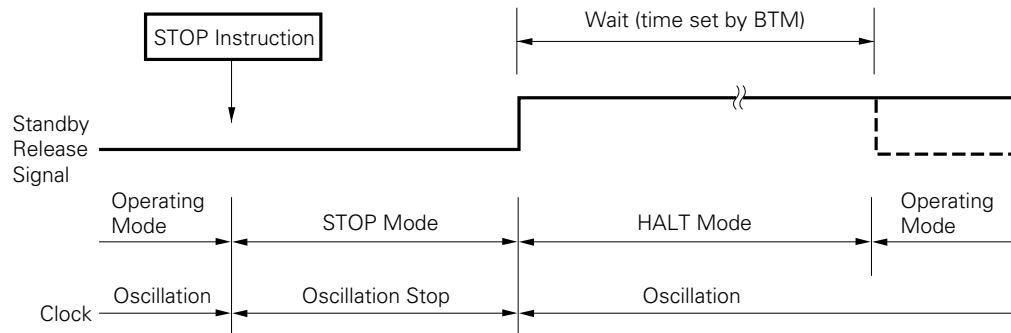 Wait (time set by BTM)
STOP Instruction
Standby
Release
Signal
Operating
Mode
STOP Mode
HALT Mode
Operating
Mode
Clock
Oscillation
Oscillation Stop
Oscillation